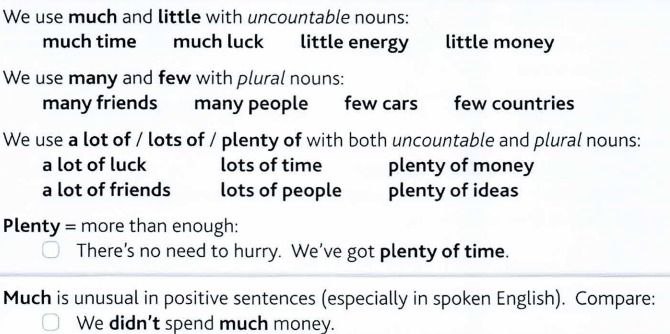 We use much and little with uncountable nouns:
much time much luck little energy little money
We use many and few with plural nouns:
many friends many people few cars few countries
We use a lot of / lots of / plenty of with both uncountable and plural nouns:
a lot of luck lots of time plenty of money
a lot of friends lots of people plenty of ideas
Plenty = more than enough:
There's no need to hurry. We've got plenty of time.
Much is unusual in positive sentences (especially in spoken English). Compare:
We didn't spend much money.